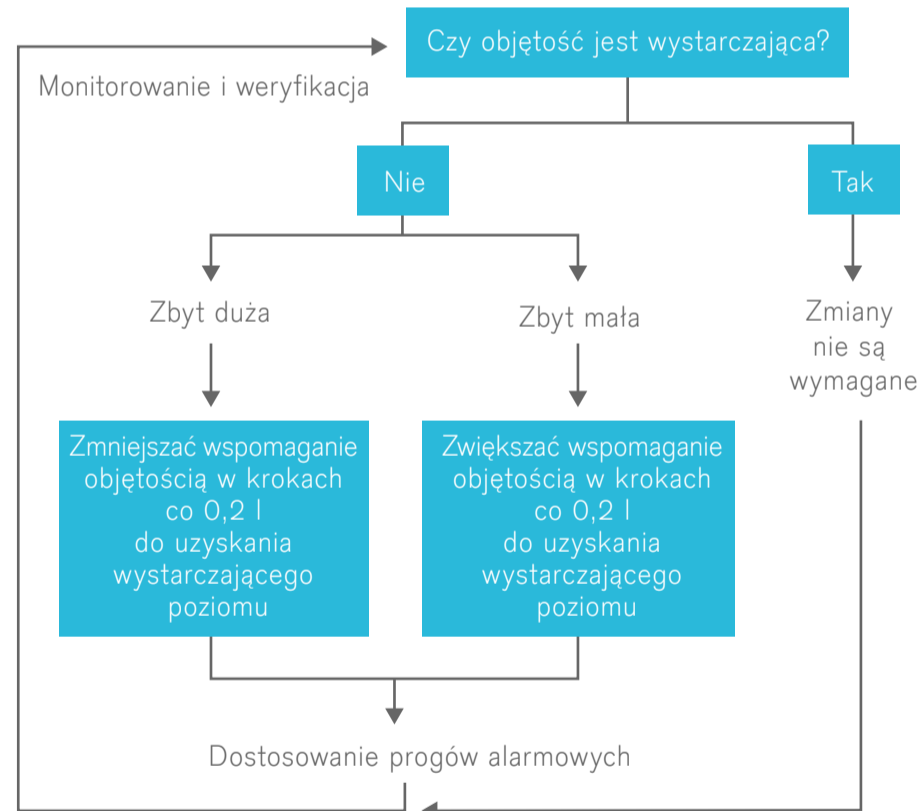 Czy objętość jest wystarczająca?
Monitorowanie i weryfikacja
Nie
Tak
Zbyt duża
Zbyt mała
Zmiany
nie są
wymagane
Zmniejszać wspomaganie
objętością w krokach
co 0,2 l
do uzyskania
wystarczającego
poziomu
Zwiększać wspomaganie
objętością w krokach
co 0,2 l
do uzyskania
wystarczającego
poziomu
Dostosowanie progów alarmowych